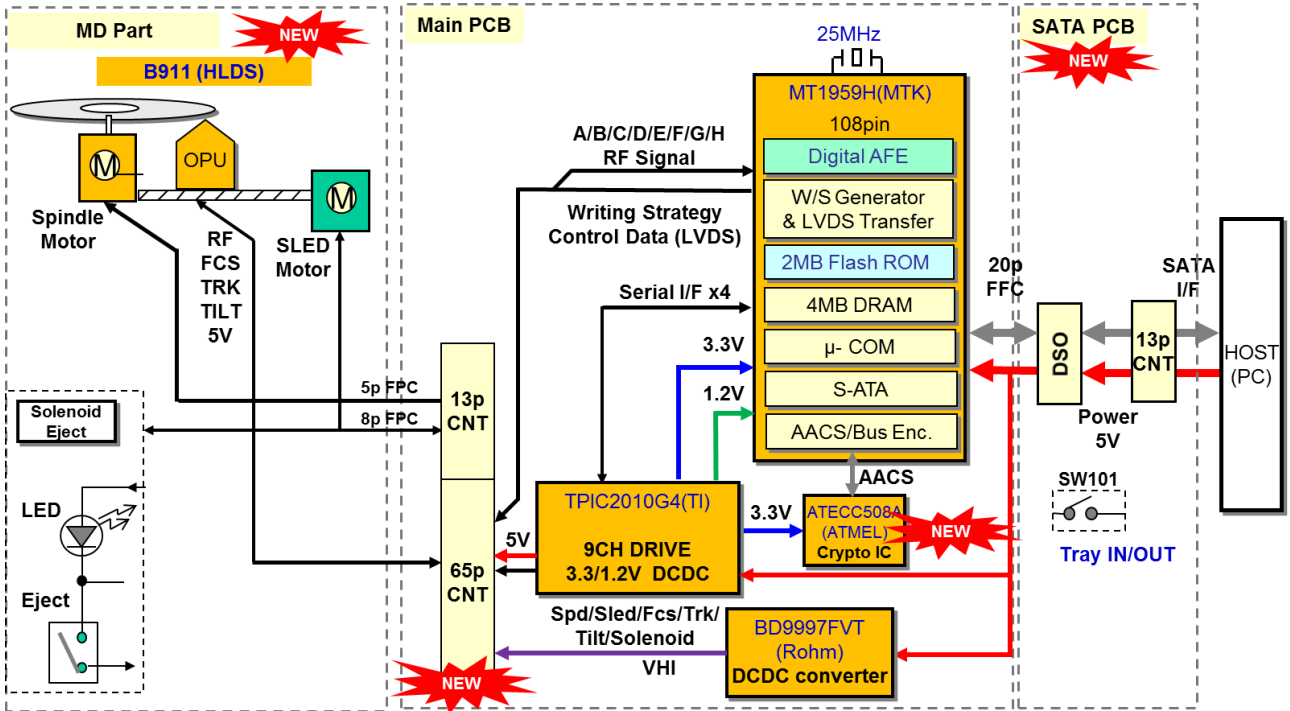 MD Part
NEW
B911 (HLDS)
M
OPU
M
Spindle
Motor
RF
FCS
TRK
TILT
5V
SLED
Motor
Solenoid
Eject
LED
Eject
5p FPC
8p FPC
Main PCB
25MHz
MT1959H(MTK)
108pin
Digital AFE
W/S Generator
& LVDS Transfer
2MB Flash ROM
4MB DRAM
μ- COM
S-ATA
AACS/Bus Enc.
A/B/C/D/E/F/G/H
RF Signal
Writing Strategy
Control Data (LVDS)
Serial I/F x4
3.3V
1.2V
13p
CNT
65p
CNT
NEW
5V
TPIC2010G4(TI)
9CH DRIVE
3.3/1.2V DCDC
3.3V
AACS
ATECC508A
(ATMEL)
Crypto IC
NEW
Spd/Sled/Fcs/Trk/
Tilt/Solenoid
VHI
BD9997FVT
(Rohm)
DCDC converter
SATA PCB
NEW
20p
FFC
SATA
I/F
DSO
13p
CNT
HOST
(PC)
Power
5V
SW101
Tray IN/OUT